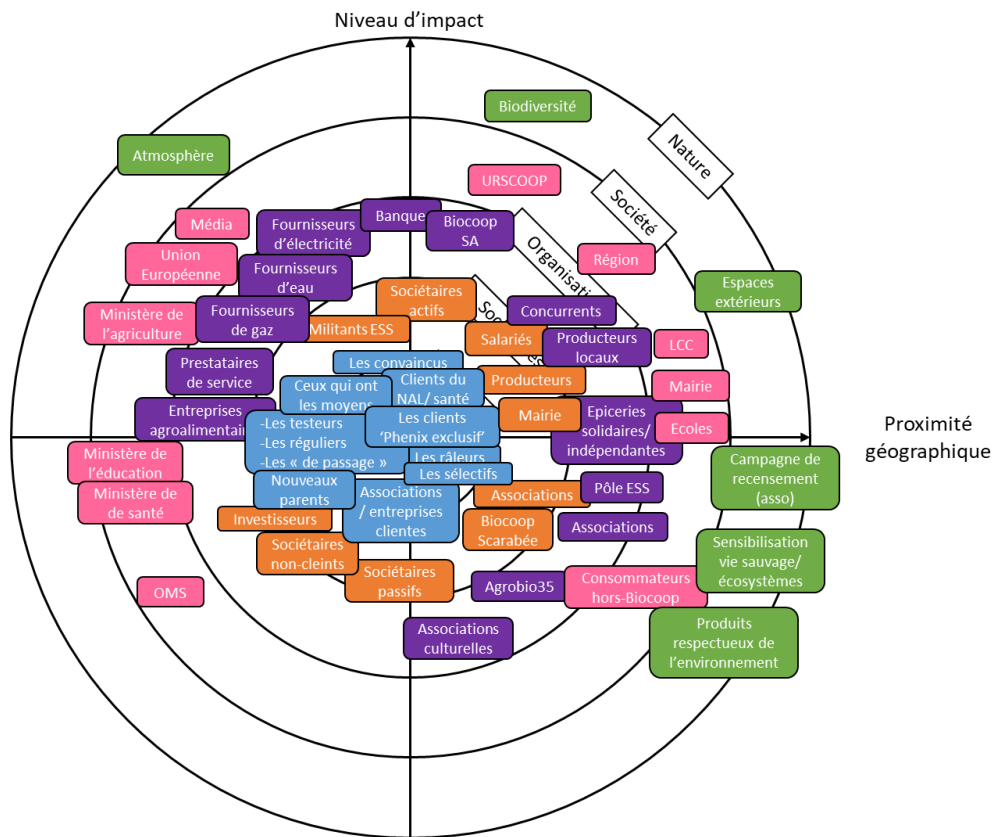 Niveau d'impact
Biodiversité
Nature
Atmosphère
URSCOOP
Société
Média
Fournisseurs
d'électricité
Banque
Biocoop
SA
Organisati
Union
Européenne
Fournisseurs
d'eau
Région
Sociétaires
actifs
Espaces
extérieurs
Ministère de
l'agriculture
Fournisseurs
de gaz
Militants ESS
Concurrents
Salariés
Producteurs
locaux
LCC
Prestataires
de service
Les convaincus
Ceux qui ont
les moyens
Clients du
NAL/ santé
Producteurs
Mairie
Entreprises
agroalimentair
-Les testeurs
-Les réguliers
-Les « de passage »
Les clients
'Phenix exclusif'
Mairie
Epiceries
solidaires/
indépendantes
Ecoles
Proximité
géographique
Ministère de
l'éducation
Les râleurs
Les sélectifs
Campagne de
recensement
(asso)
Ministère de
de santé
Nouveaux
parents
Associations
/ entreprises
clientes
Associations
Pôle ESS
Investisseurs
Biocoop
Scarabée
Associations
Sociétaires
non-cleints
Sensibilisation
vie sauvage/
écosystèmes
OMS
Sociétaires
passifs
Agrobio35
Consommateurs
hors-Biocoop
Associations
culturelles
Produits
respectueux de
l'environnement